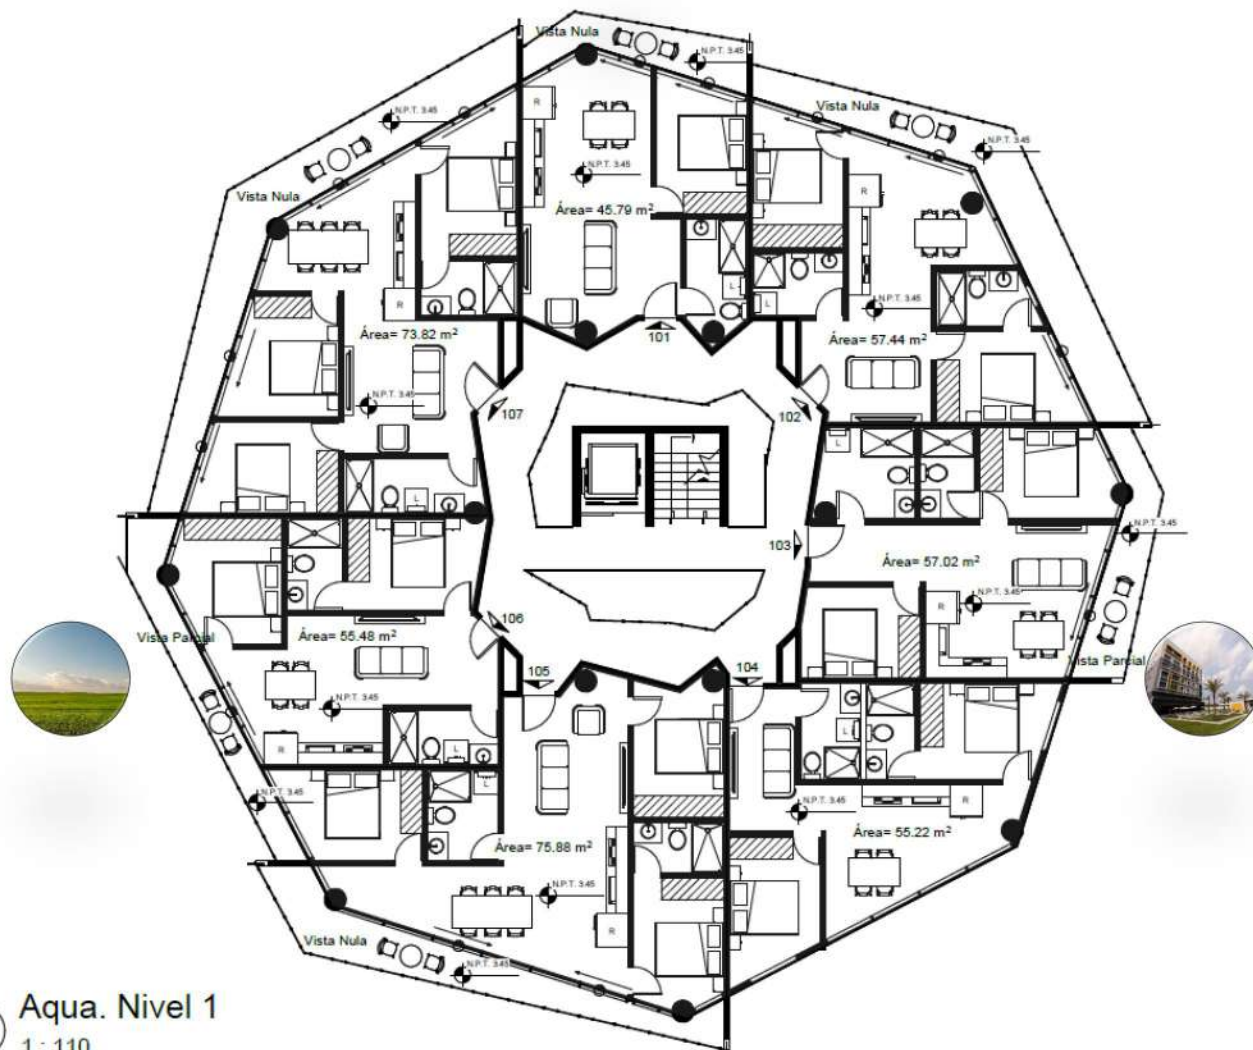 Vista Nula
N.P.T. 3.45
Vista Nula
N.P.T. 3.45
N.P.T. 3.45
R
N.P.T. 3.45
Vista Nula
N.P.T. 3.45
R
Área= 45.79 m²
L
L
R
N.P.T. 3.45
Área= 73.82 m²
101
Área= 57.44 m²
N.P.T. 3.45
107
102
L
L
N.P.T. 3.45
103
Área= 57.02 m²
N.P.T. 3.45
R
106
Vista Parcial
Área= 55.48 m²
Vista Parcial
105
104
N.P.T. 3.45
L
R
L
L
N.P.T. 3.45
N.P.T. 3.45
R
Área= 75.88 m²
Área= 55.22 m²
N.P.T. 3.45
R
Vista Nula
N.P.T. 3.45
Aqua. Nivel 1
1 : 110